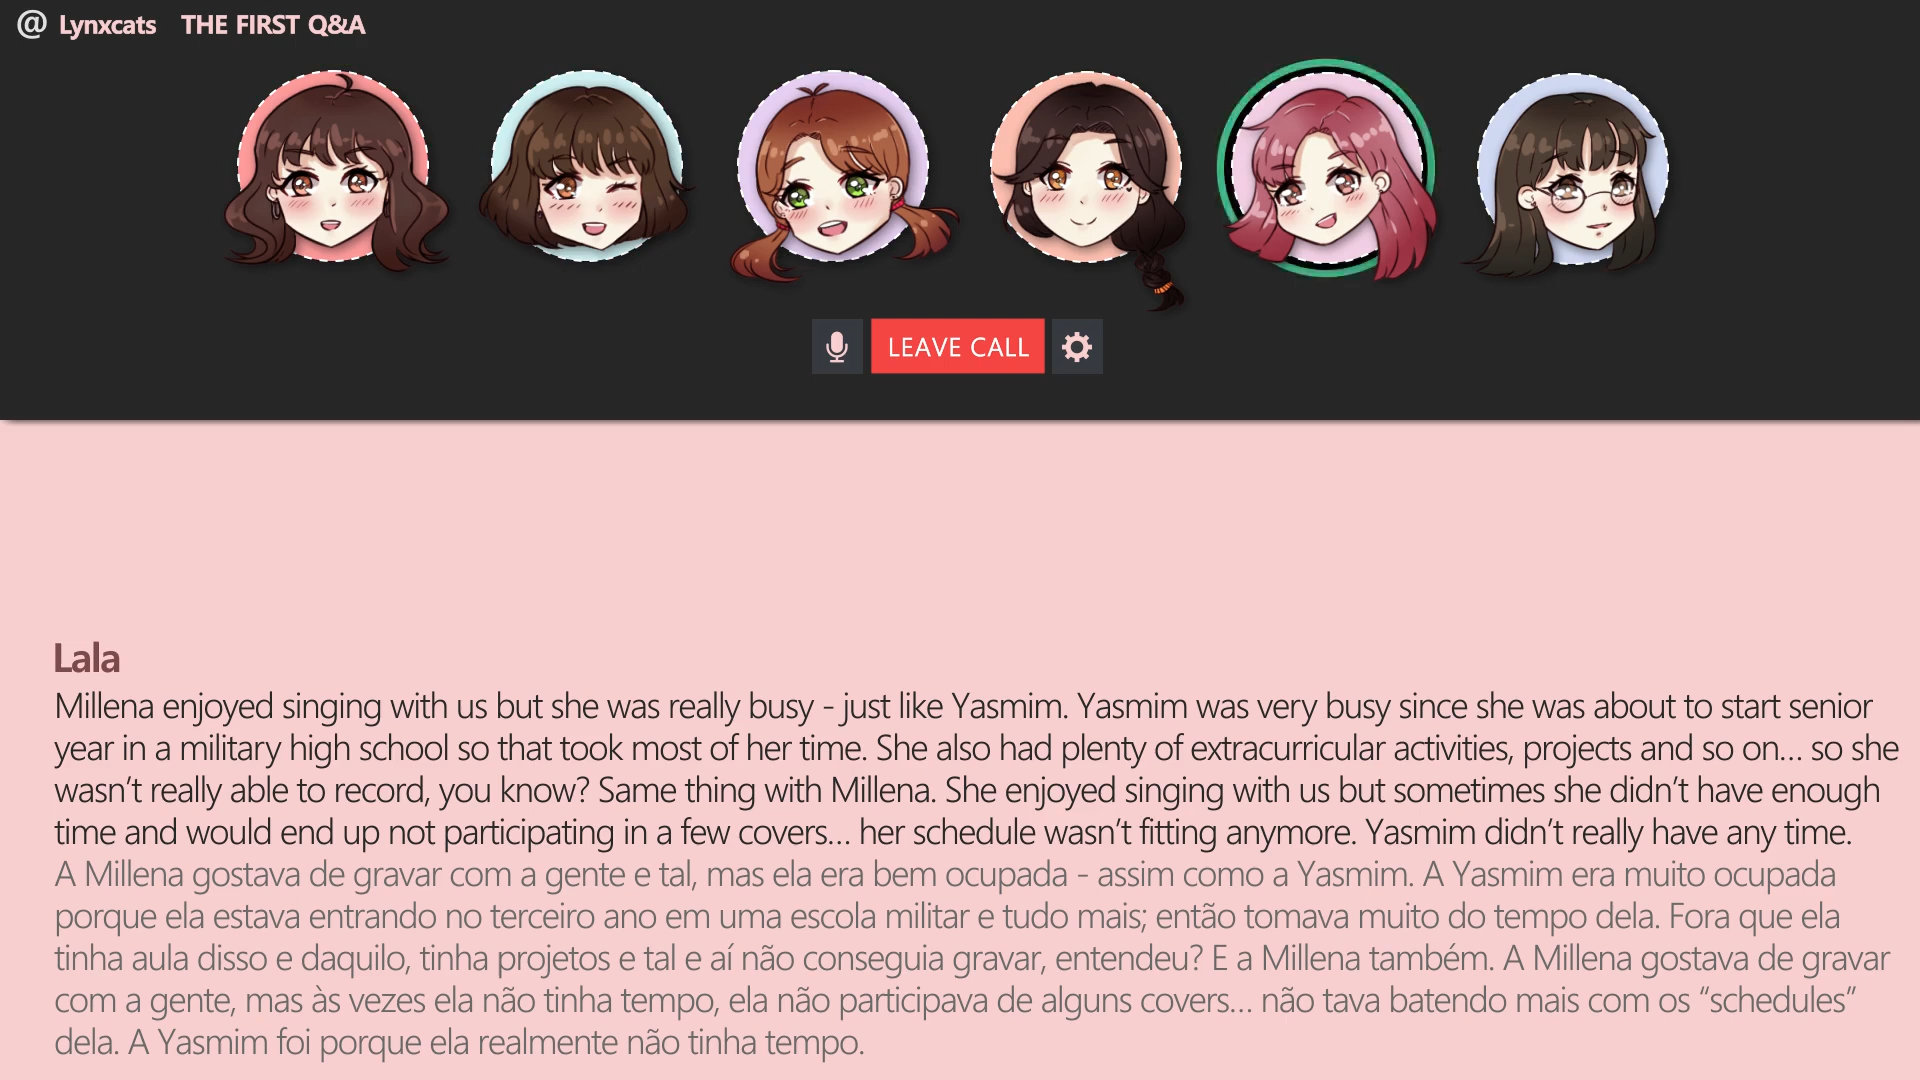 @ Lynxcats THE FIRST Q&A
LEAVE CALL
Lala
Millena enjoyed singing with us but she was really busy - just like Yasmim. Yasmim was very busy since she was about to start senior
year in a military high school so that took most of her time. She also had plenty of extracurricular activities, projects and so on... so she
wasn't really able to record, you know? Same thing with Millena. She enjoyed singing with us but sometimes she didn't have enough
time and would end up not participating in a few covers... her schedule wasn't fitting anymore. Yasmim didn't really have any time.
A Millena gostava de gravar com a gente e tal, mas ela era bem ocupada - assim como a Yasmim. A Yasmim era muito ocupada
porque ela estava entrando no terceiro ano em uma escola militar e tudo mais; então tomava muito do tempo dela. Fora que ela
tinha aula disso e daquilo, tinha projetos e tal e aí não conseguia gravar, entendeu? E a Millena também. A Millena gostava de gravar
com a gente, mas às vezes ela não tinha tempo, ela não participava de alguns covers... não tava batendo mais com os “schedules”
dela. A Yasmim foi porque ela realmente não tinha tempo.